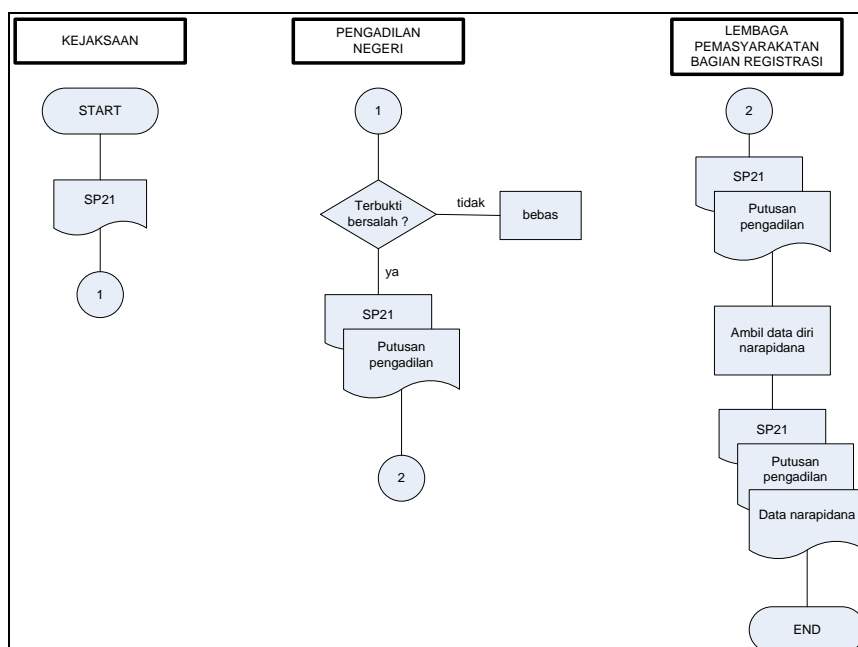 KEJAKSAAN
START
SP21
1
PENGADILAN
NEGERI
1
Terbukti
bersalah ?
tidak
bebas
ya
SP21
Putusan
pengadilan
2
LEMBAGA
PEMASYARAKATAN
BAGIAN REGISTRASI
2
SP21
Putusan
pengadilan
Ambil data diri
narapidana
SP21
Putusan
pengadilan
Data narapidana
END